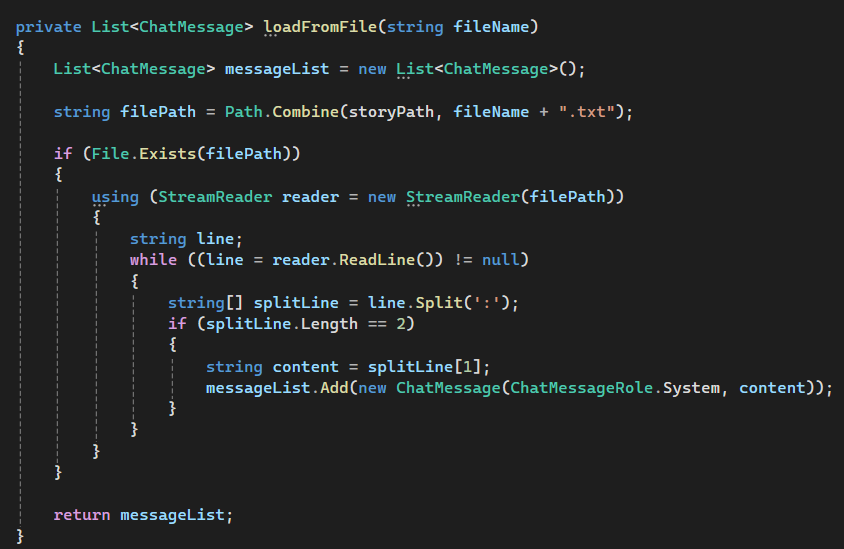 private List<ChatMessage> loadFromFile(string fileName)
{
List<ChatMessage> messageList = new List<ChatMessage>();
string filePath = Path.Combine(storyPath, fileName + ".txt");
if (File.Exists(filePath))
{
using (StreamReader reader = new StreamReader(filePath))
{
string line;
while ((line = reader.ReadLine()) != null)
{
string[] splitLine = line.Split(':');
if (splitLine.Length == 2)
{
string content = splitLine[1];
messageList.Add(new ChatMessage(ChatMessageRole.System, content));
}
}
}
}
return messageList;
}